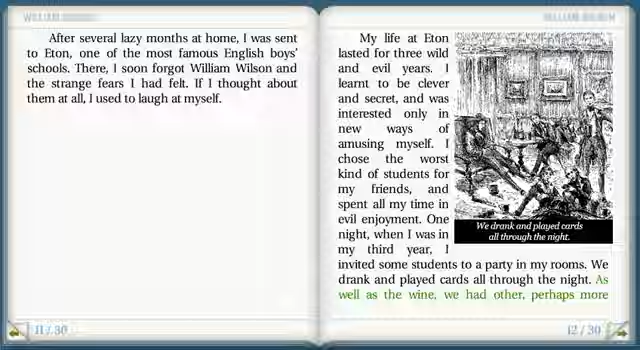 After several lazy months at home, I was sent
to Eton, one of the most famous English boys'
schools. There, I soon forgot William Wilson and
the strange fears I had felt. If I thought about
them at all, I used to laugh at myself.
11 / 30
My life at Eton
lasted for three wild
and evil years. I
learnt to be clever
and secret, and was
interested only in
new ways of
amusing myself. I
chose the worst
kind of students for
my friends, and
spent all my time in
evil enjoyment. One
night, when I was in
my third year, I
We drank and played cards
all through the night.
invited some students to a party in my rooms. We
drank and played cards all through the night. As
well as the wine, we had other, perhaps more
12 / 30